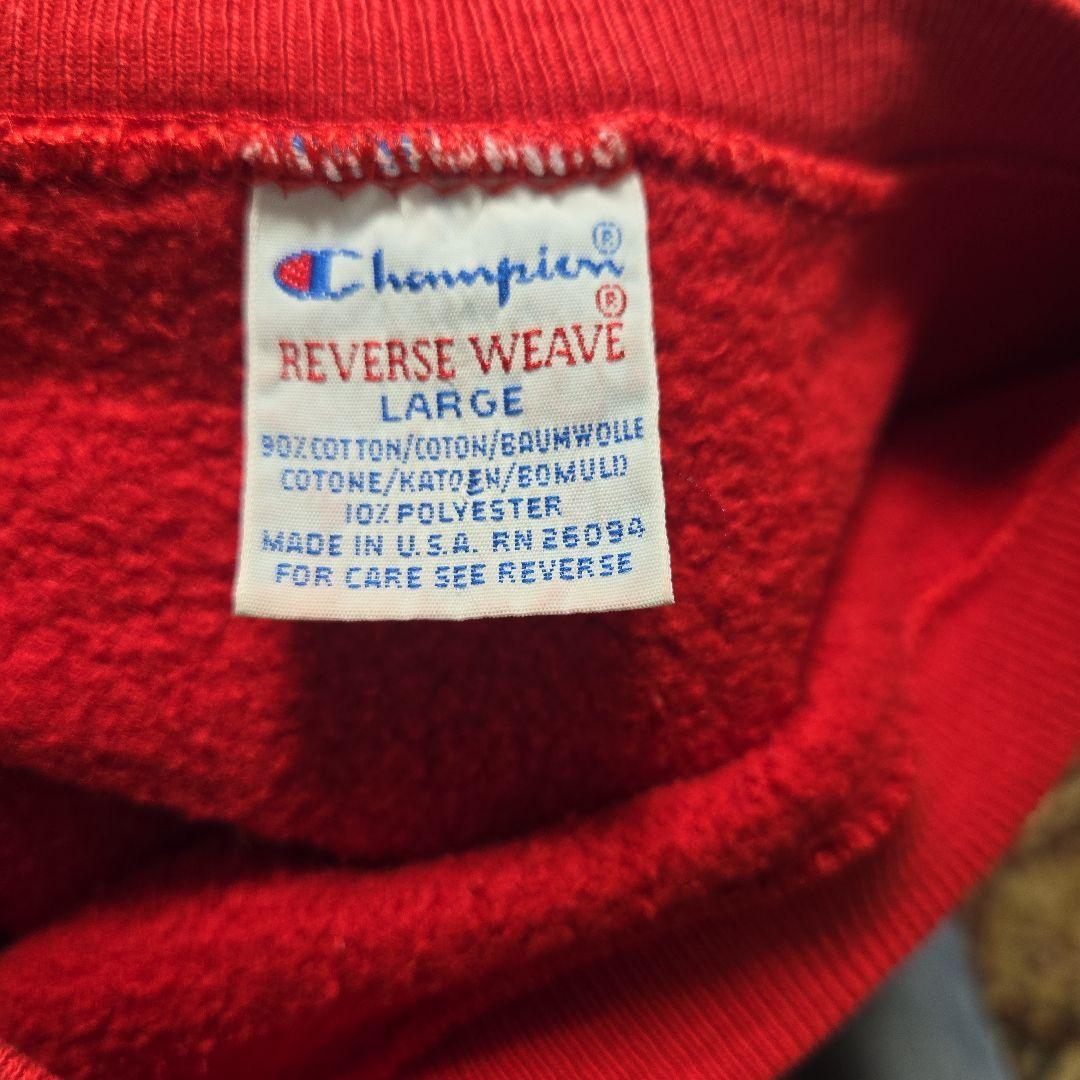 Champion®
REVERSE WEAVE®
LARGE
90% COTTON/COTON/BAUMWOLLE
COTONE/KATOEN/BOMULD
10% POLYESTER
MADE IN U.S.A. RN 26094
FOR CARE SEE REVERSE